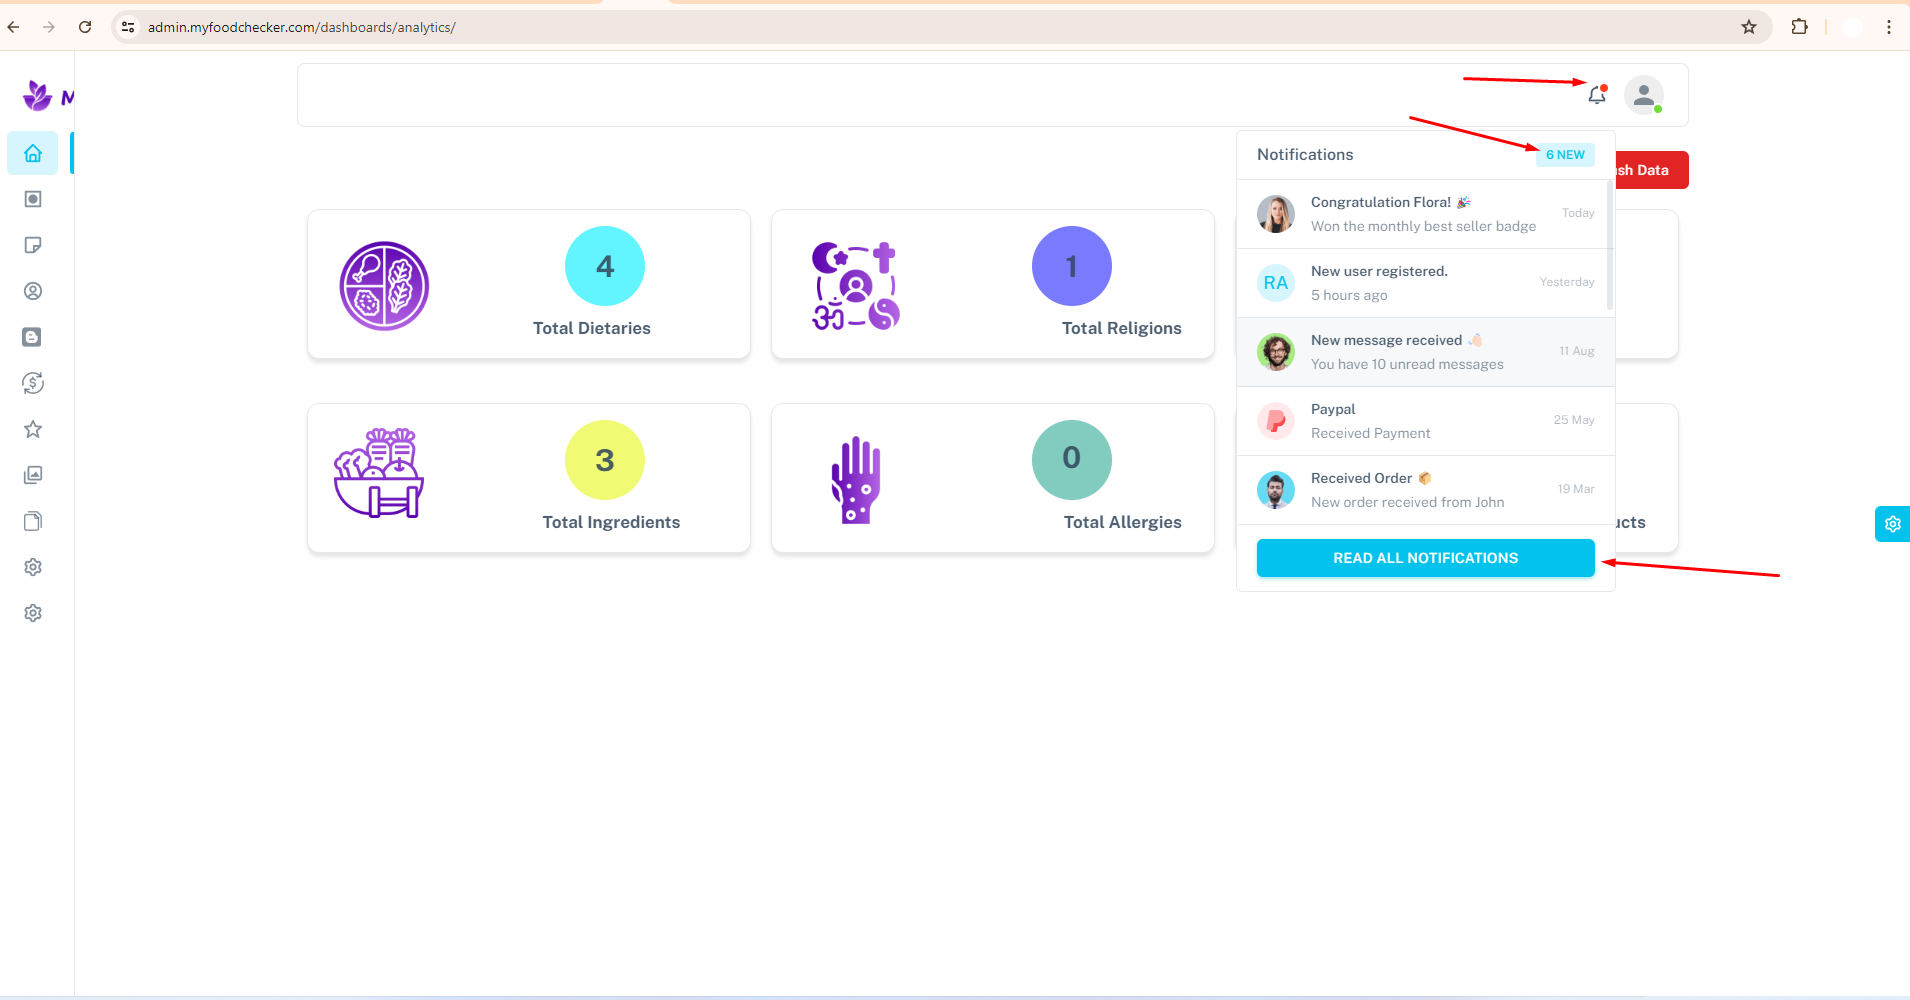 admin.myfoodchecker.com/dashboards/analytics/
M
Notifications
6 NEW
sh Data
Congratulation Flora! 🎉
Won the monthly best seller badge
Today
4
Total Dietaries
1
Total Religions
RA
New user registered.
5 hours ago
Yesterday
New message received 👋🏻
You have 10 unread messages
11 Aug
Paypal
Received Payment
25 May
Received Order 📦
New order received from John
19 Mar
3
Total Ingredients
0
Total Allergies
ucts
READ ALL NOTIFICATIONS